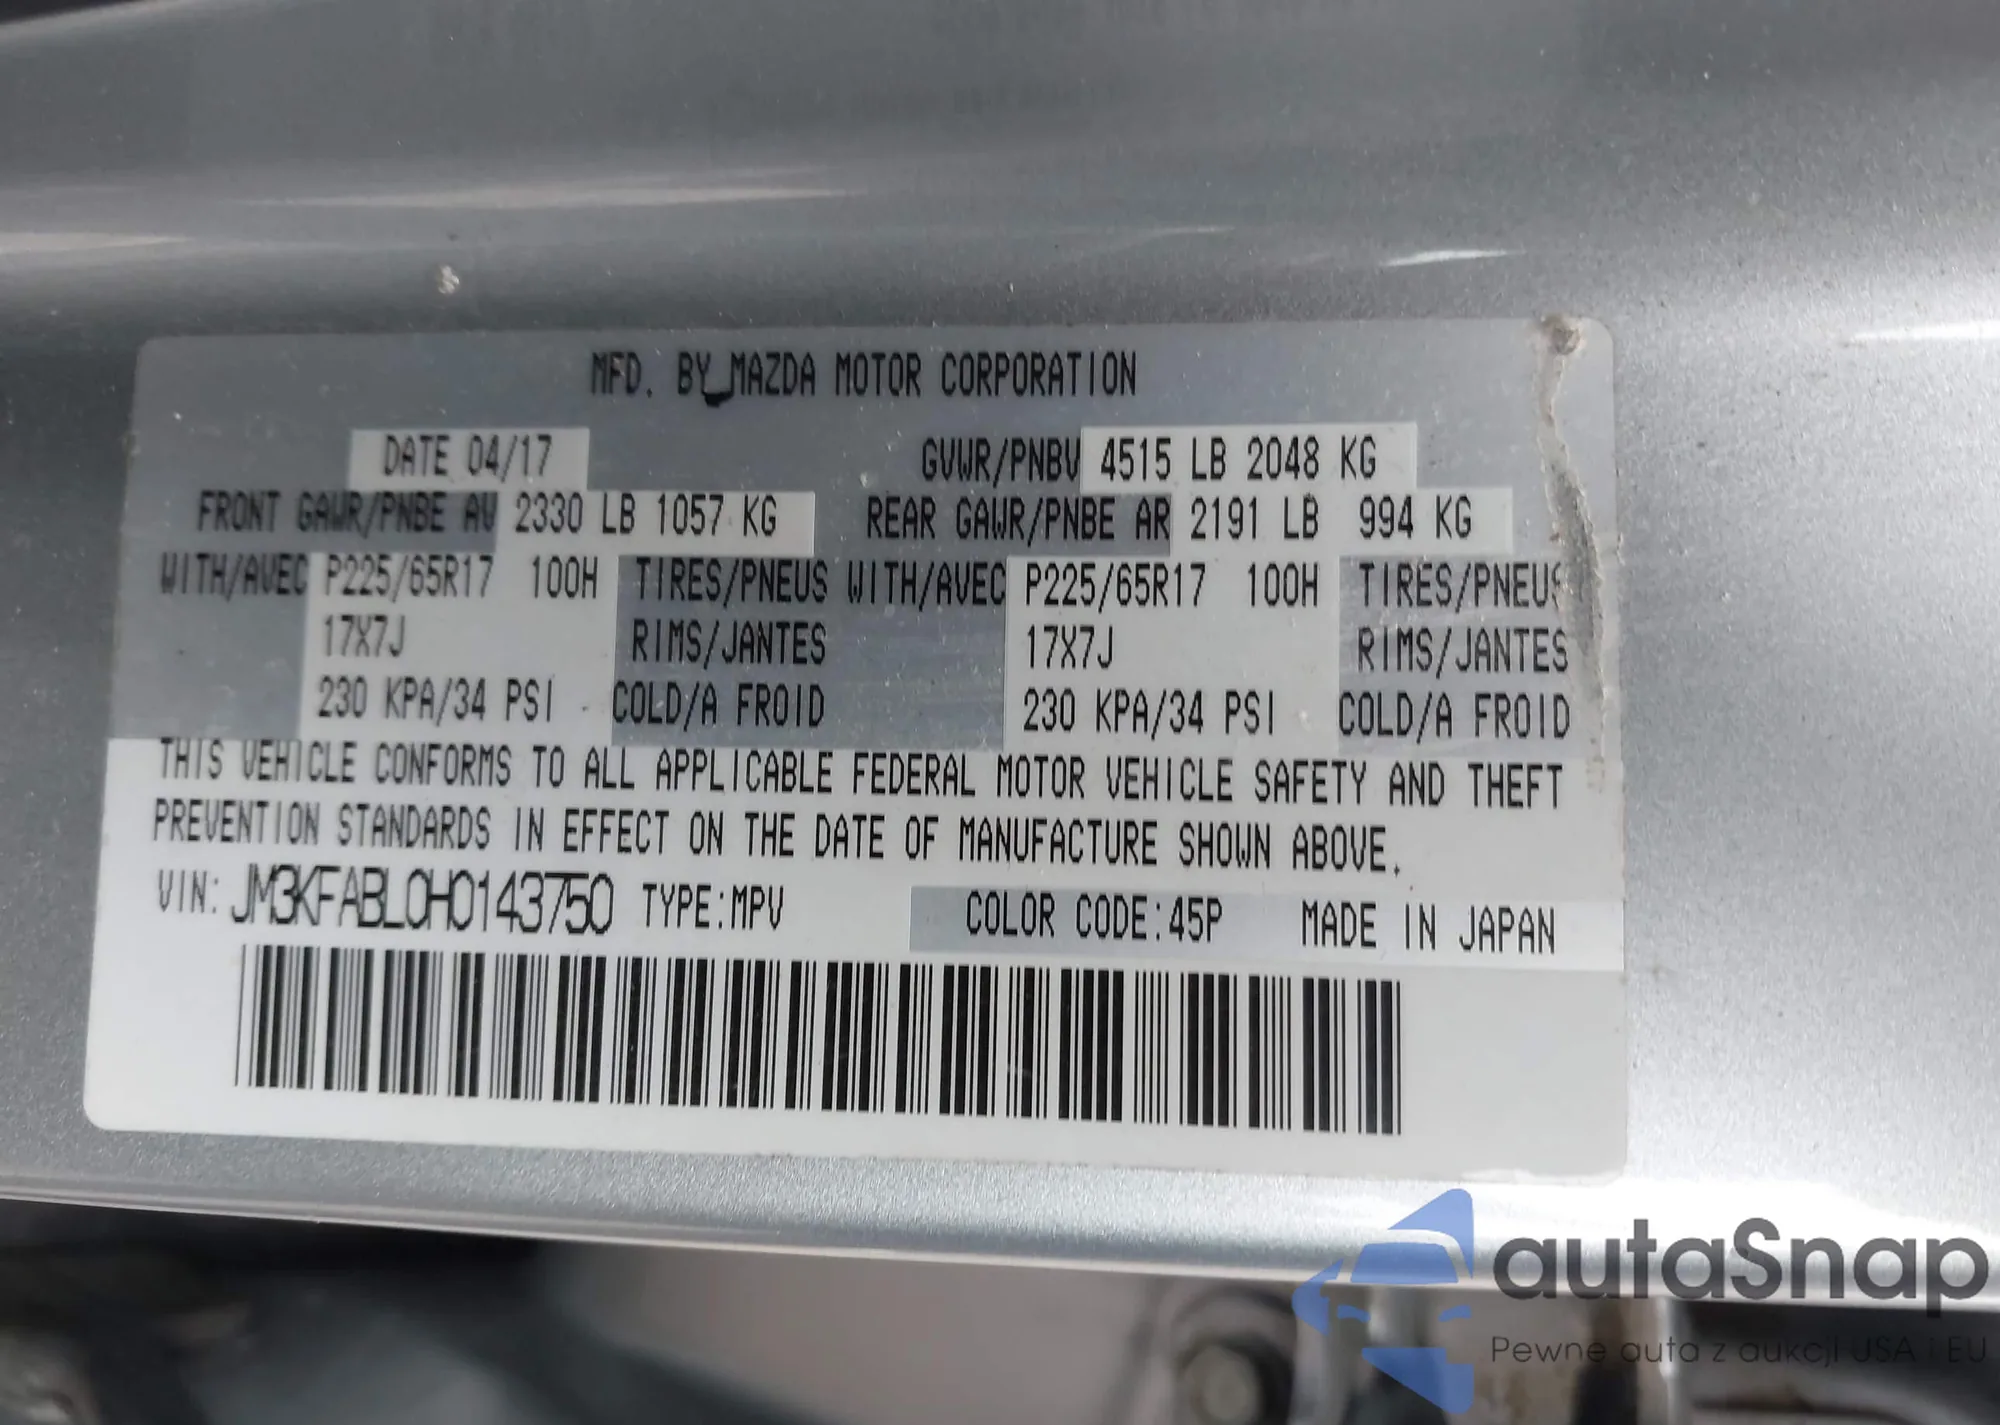 MFD. BY MAZDA MOTOR CORPORATION
DATE 04/17 GVWR/PNBV 4515 LB 2048 KG
FRONT GAWR/PNBE AV 2330 LB 1057 KG REAR GAWR/PNBE AR 2191 LB 994 KG
WITH/AVEC P225/65R17 100H TIRES/PNEUS WITH/AVEC P225/65R17 100H TIRES/PNEUS
17X7J RIMS/JANTES 17X7J RIMS/JANTES
230 KPA/34 PSI COLD/A FROID 230 KPA/34 PSI COLD/A FROID
THIS VEHICLE CONFORMS TO ALL APPLICABLE FEDERAL MOTOR VEHICLE SAFETY AND THEFT
PREVENTION STANDARDS IN EFFECT ON THE DATE OF MANUFACTURE SHOWN ABOVE.
VIN: JM3KFABL0H0143750 TYPE:MPV COLOR CODE:45P MADE IN JAPAN
autaSnap
Pewne auta z aukcji USA i EU